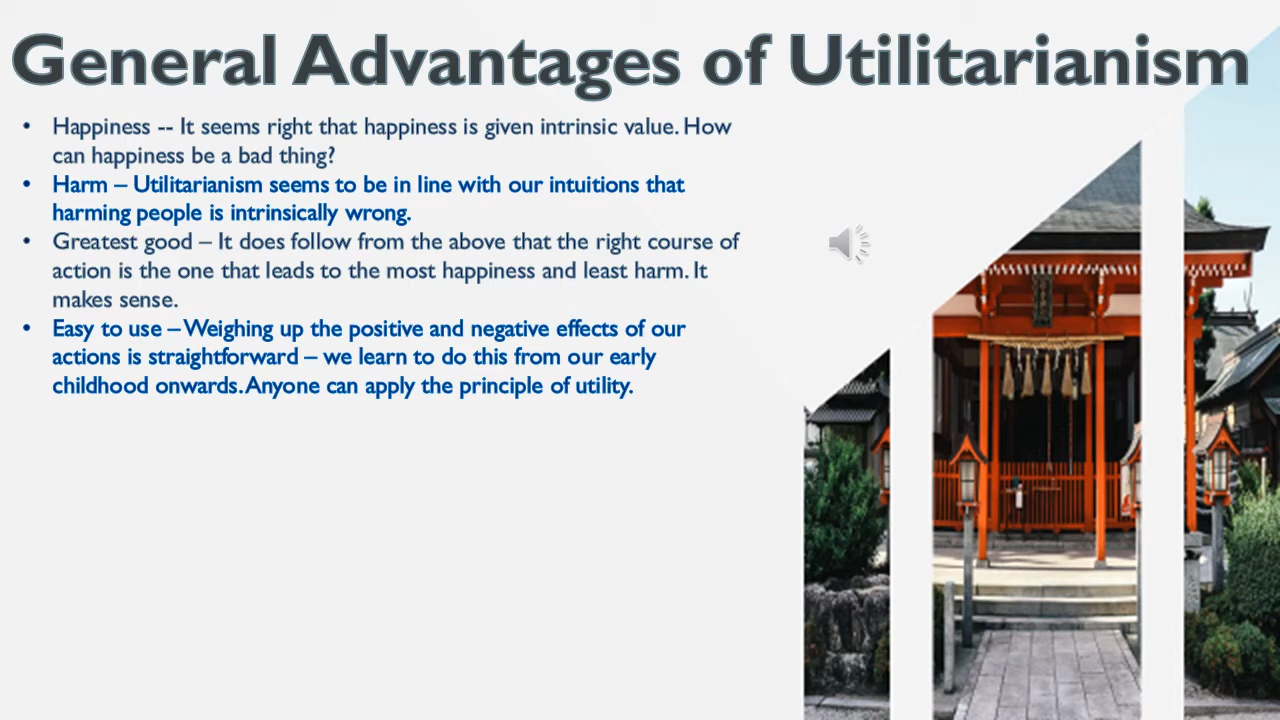 General Advantages of Utilitarianism
• Happiness -- It seems right that happiness is given intrinsic value. How
can happiness be a bad thing?
• Harm – Utilitarianism seems to be in line with our intuitions that
harming people is intrinsically wrong.
• Greatest good – It does follow from the above that the right course of
action is the one that leads to the most happiness and least harm. It
makes sense.
• Easy to use – Weighing up the positive and negative effects of our
actions is straightforward – we learn to do this from our early
childhood onwards. Anyone can apply the principle of utility.